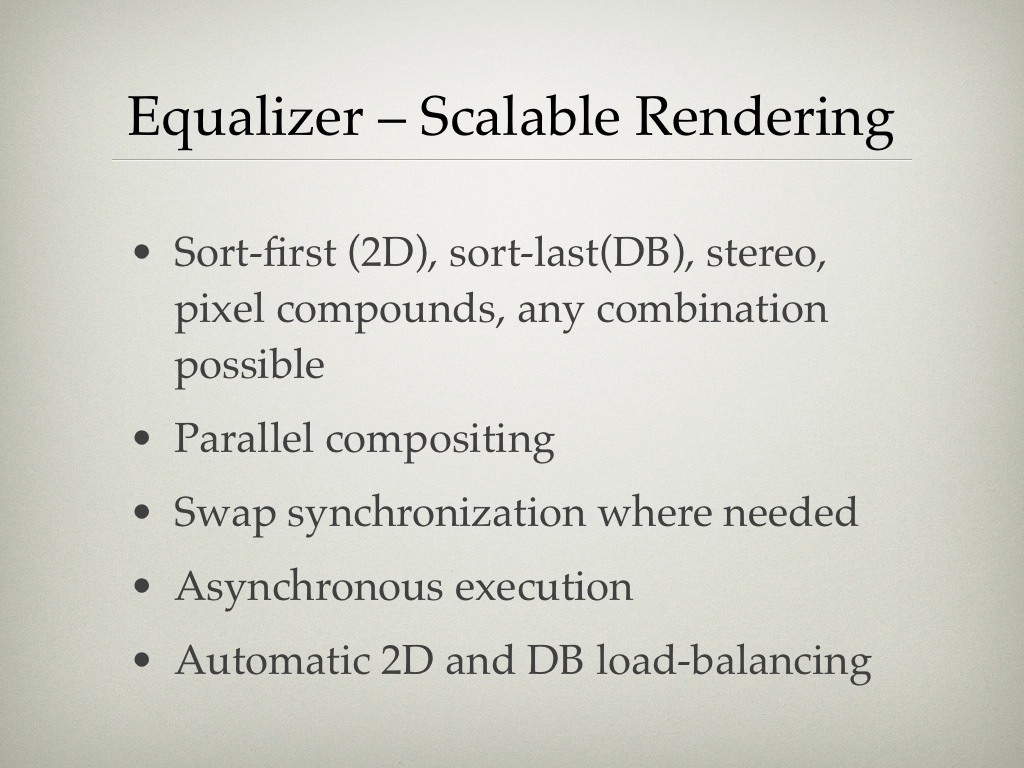 Equalizer – Scalable Rendering
• Sort-first (2D), sort-last(DB), stereo,
pixel compounds, any combination
possible
• Parallel compositing
• Swap synchronization where needed
• Asynchronous execution
• Automatic 2D and DB load-balancing